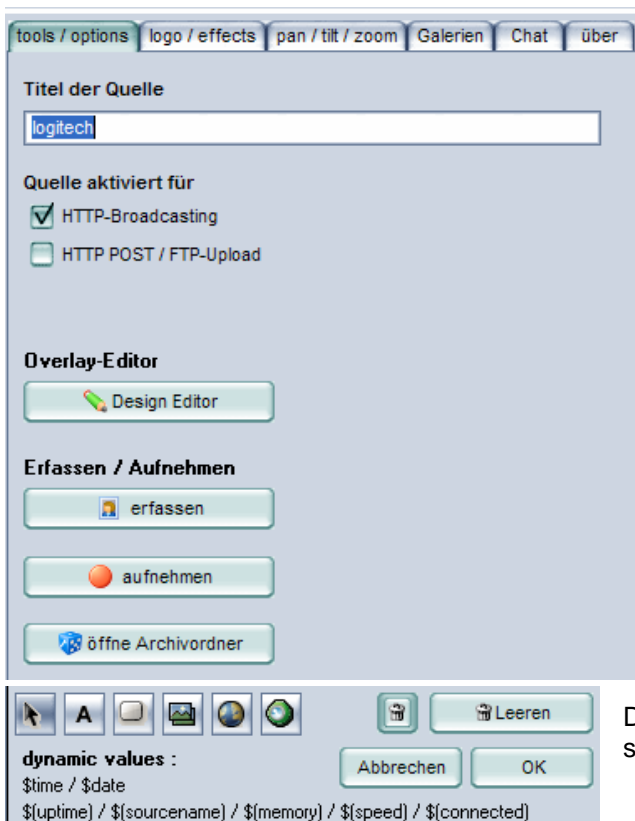 tools / options logo / effects pan / tilt / zoom Galerien Chat über
Titel der Quelle
logitech
Quelle aktiviert für
HTTP-Broadcasting
HTTP POST / FTP-Upload
Overlay-Editor
Design Editor
Erfassen / Aufnehmen
erfassen
aufnehmen
öffne Archivordner
A Leeren
dynamic values :
Abbrechen OK
$time / $date
$(uptime) / $(sourcename) / $(memory) / $(speed) / $(connected)
D
s